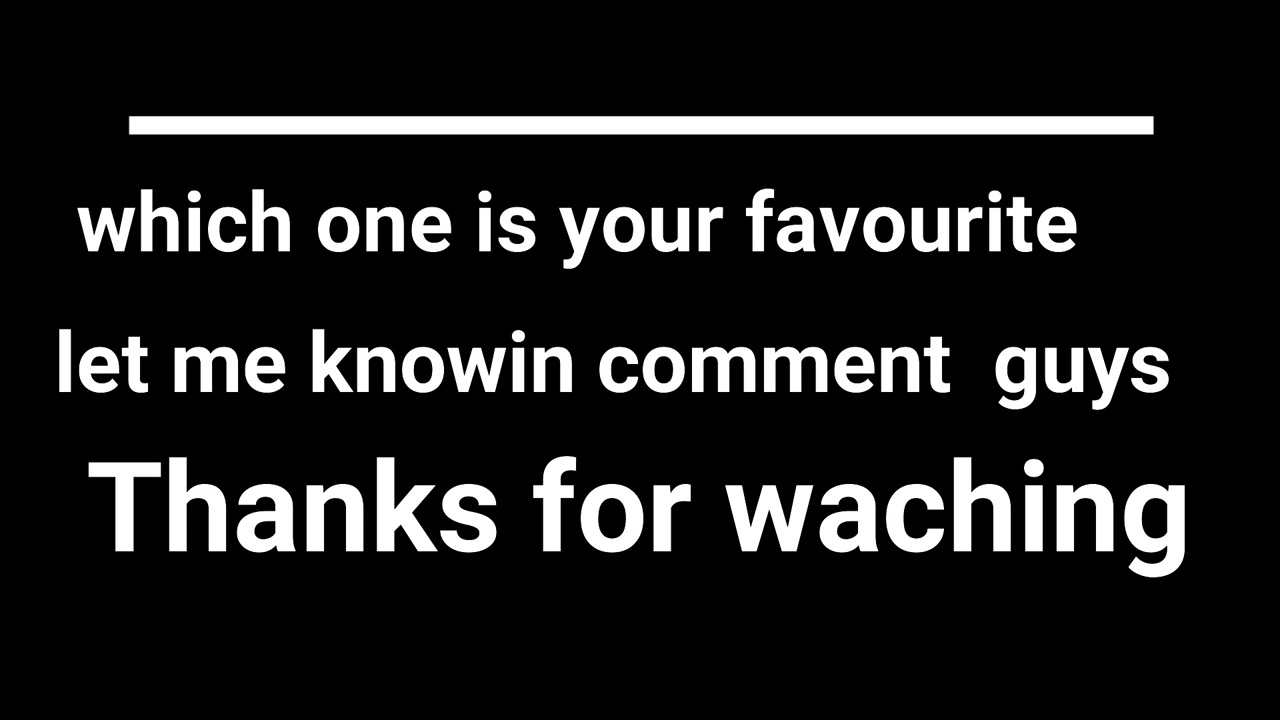 which one is your favourite
let me knowin comment guys
Thanks for waching